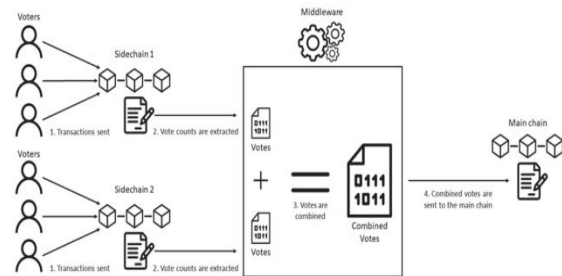 Voters
Sidechain 1
1. Transactions sent
2. Vote counts are extracted
Voters
Sidechain 2
1. Transactions sent
2. Vote counts are extracted
Middleware
0111
1011
Votes
+
0111
1011
Votes
=
3. Votes are
combined
0111
1011
Combined
Votes
4. Combined votes are
sent to the main chain
Main chain